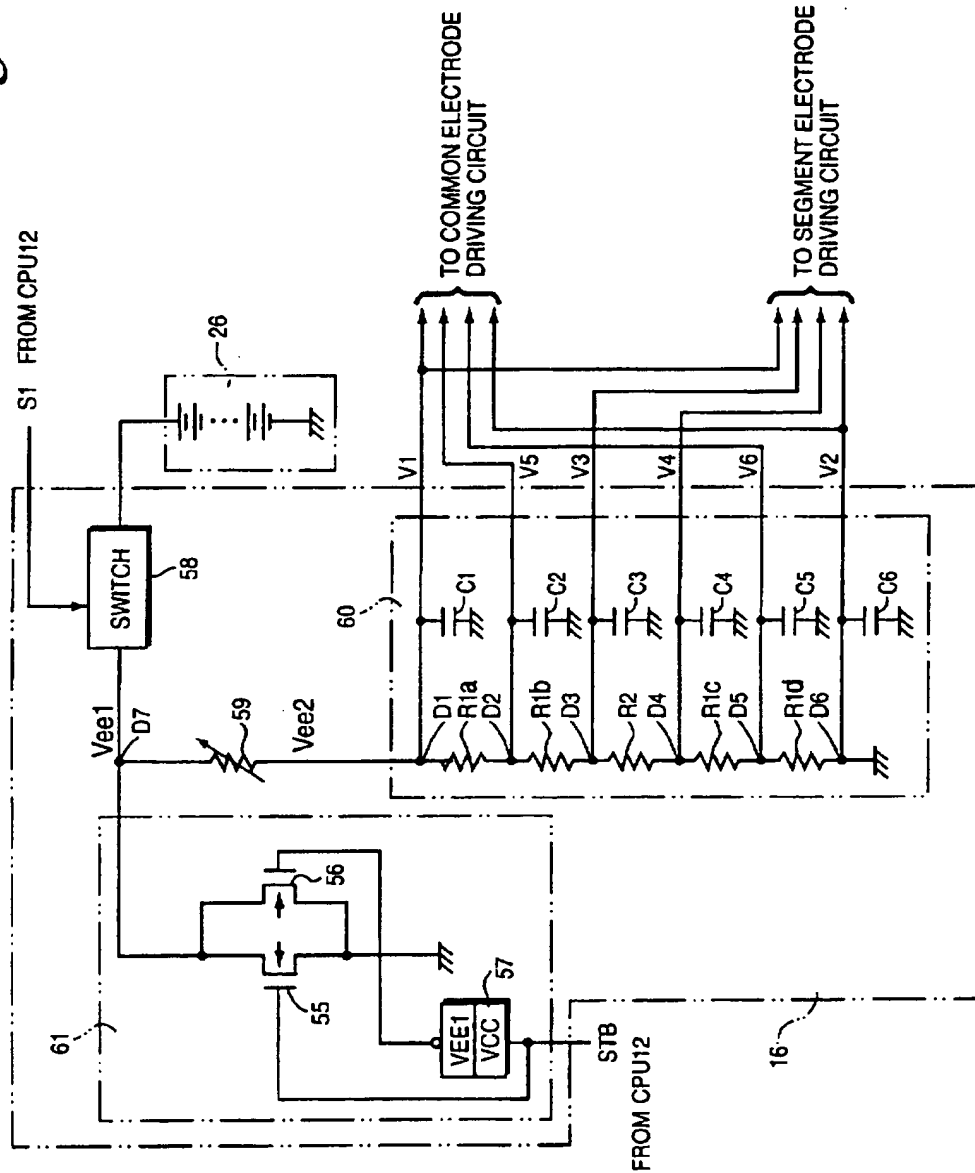 S1 FROM CPU12
26
SWITCH
58
Vee1
D7
59
Vee2
61
56
55
57
VEE1
VCC
STB
FROM CPU12
16
60
D1
R1a
D2
R1b
D3
R2
D4
R1c
D5
R1d
D6
C1
C2
C3
C4
C5
C6
V1
V5
V3
V4
V6
V2
TO COMMON ELECTRODE
DRIVING CIRCUIT
TO SEGMENT ELECTRODE
DRIVING CIRCUIT